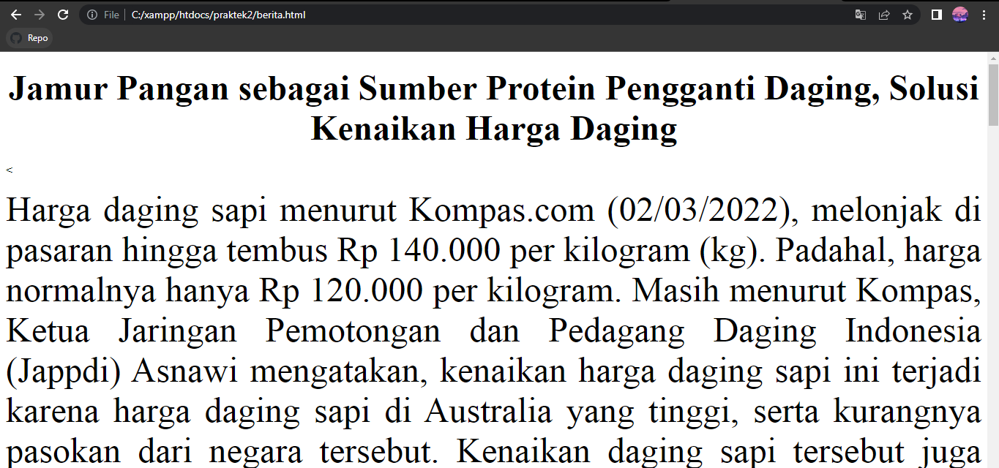 File | C:/xampp/htdocs/praktek2/berita.html
Repo
Jamur Pangan sebagai Sumber Protein Pengganti Daging, Solusi
Kenaikan Harga Daging
<
Harga daging sapi menurut Kompas.com (02/03/2022), melonjak di
pasaran hingga tembus Rp 140.000 per kilogram (kg). Padahal, harga
normalnya hanya Rp 120.000 per kilogram. Masih menurut Kompas,
Ketua Jaringan Pemotongan dan Pedagang Daging Indonesia
(Jappdi) Asnawi mengatakan, kenaikan harga daging sapi ini terjadi
karena harga daging sapi di Australia yang tinggi, serta kurangnya
pasokan dari negara tersebut. Kenaikan daging sapi tersebut juga